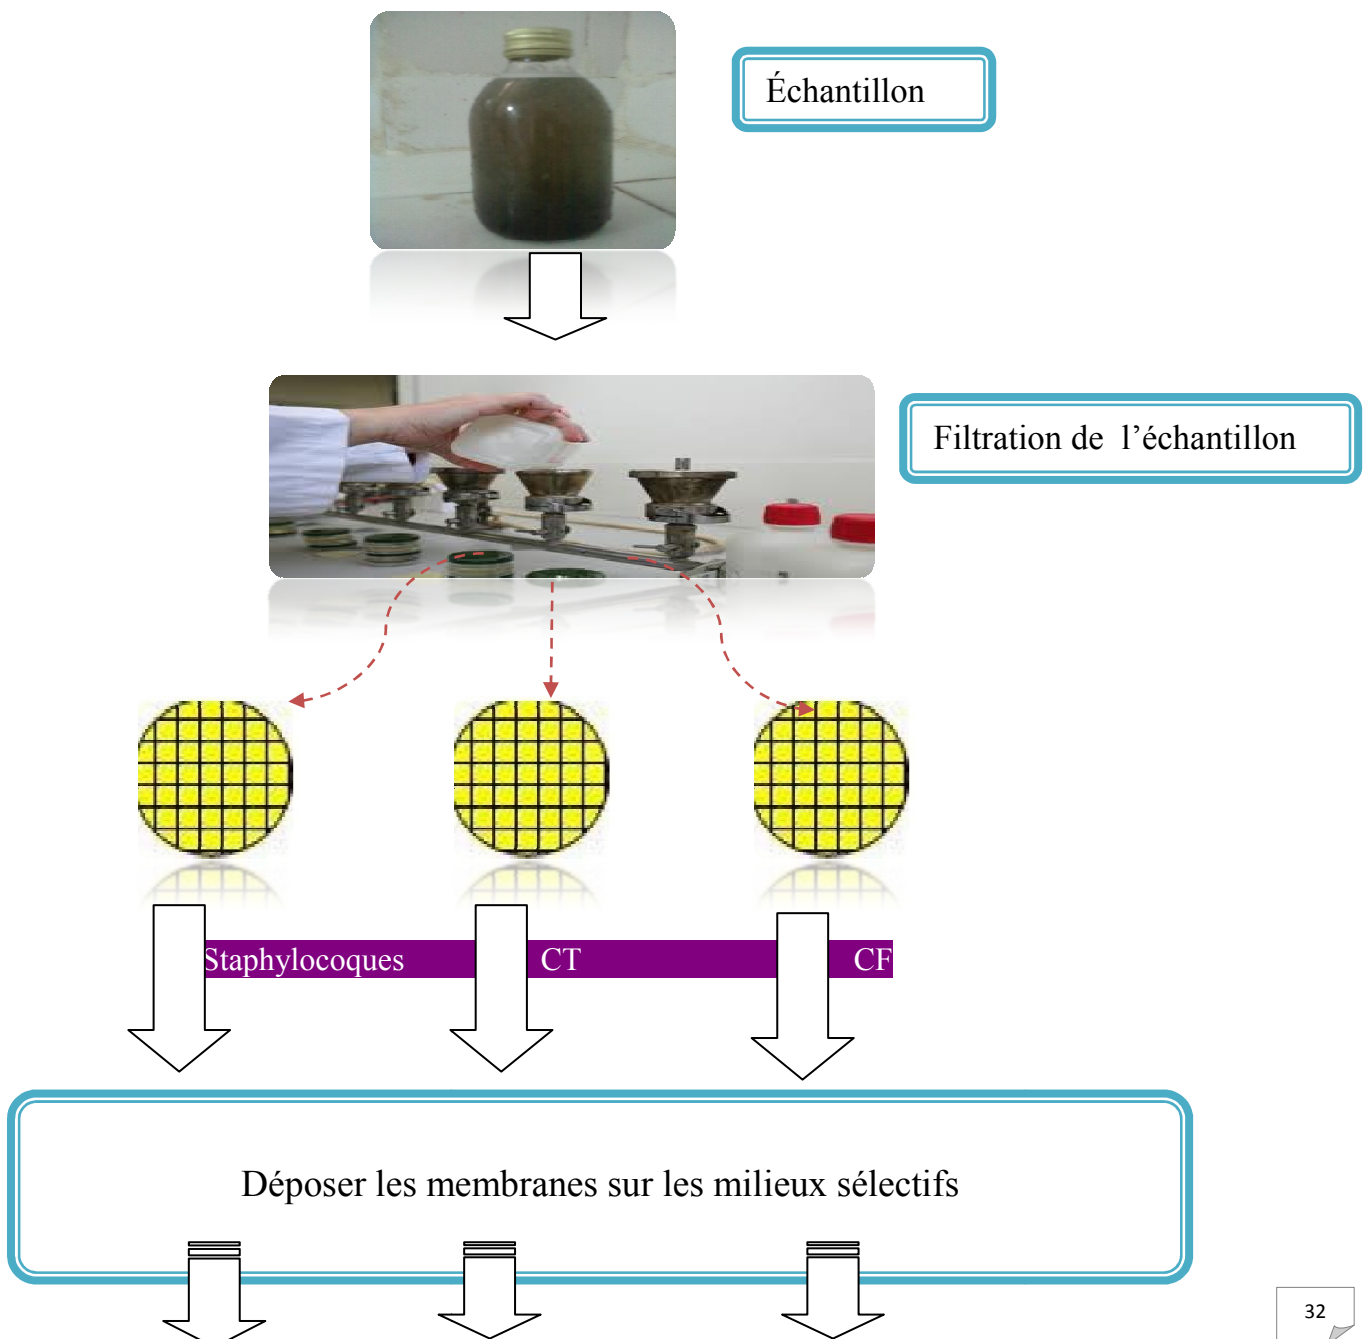 Échantillon
Filtration de l’échantillon
Staphylocoques CT CF
Déposer les membranes sur les milieux sélectifs
32